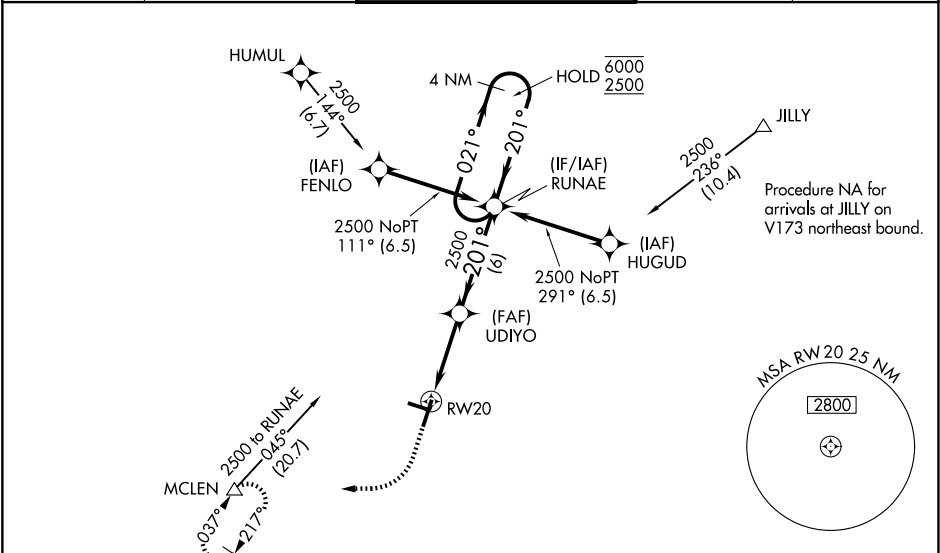 HUMUL
2500
144°
(6.7)
(IAF)
FENLO
2500 NoPT
111° (6.5)
4 NM
HOLD
6000
2500
021°
201°
(IF/IAF)
RUNAE
JILLY
2500
236°
(10.4)
Procedure NA for
arrivals at JILLY on
V173 northeast bound.
(IAF)
HUGUD
2500 NoPT
291° (6.5)
2500
201°
(6)
(FAF)
UDIYO
RW20
MSA RW20 25 NM
2800
2500 to RUNAE
045°
(20.7)
MCLEN
037°
217°